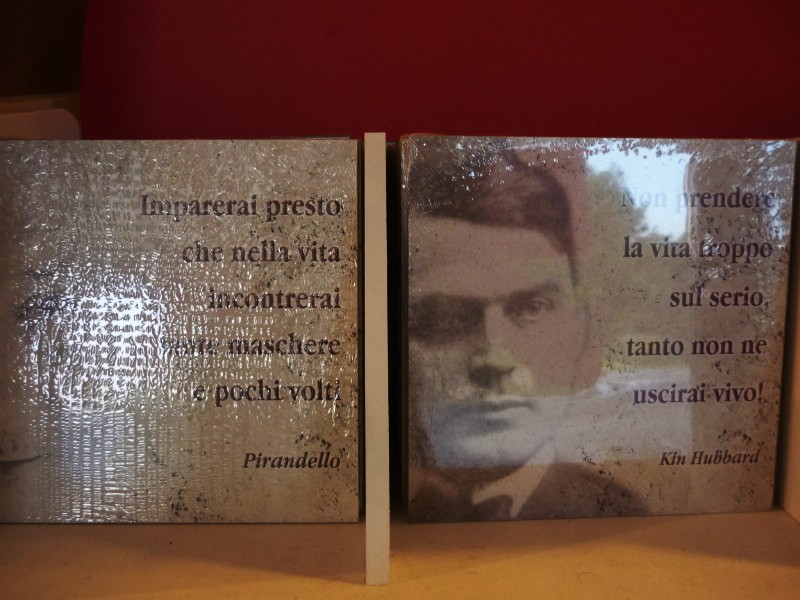 Imparerai presto
che nella vita
incontrerai
maschere
e pochi volti
Pirandello
Non prendere
la vita troppo
sul serio,
tanto non ne
uscirai vivo!
Kin Hubbard